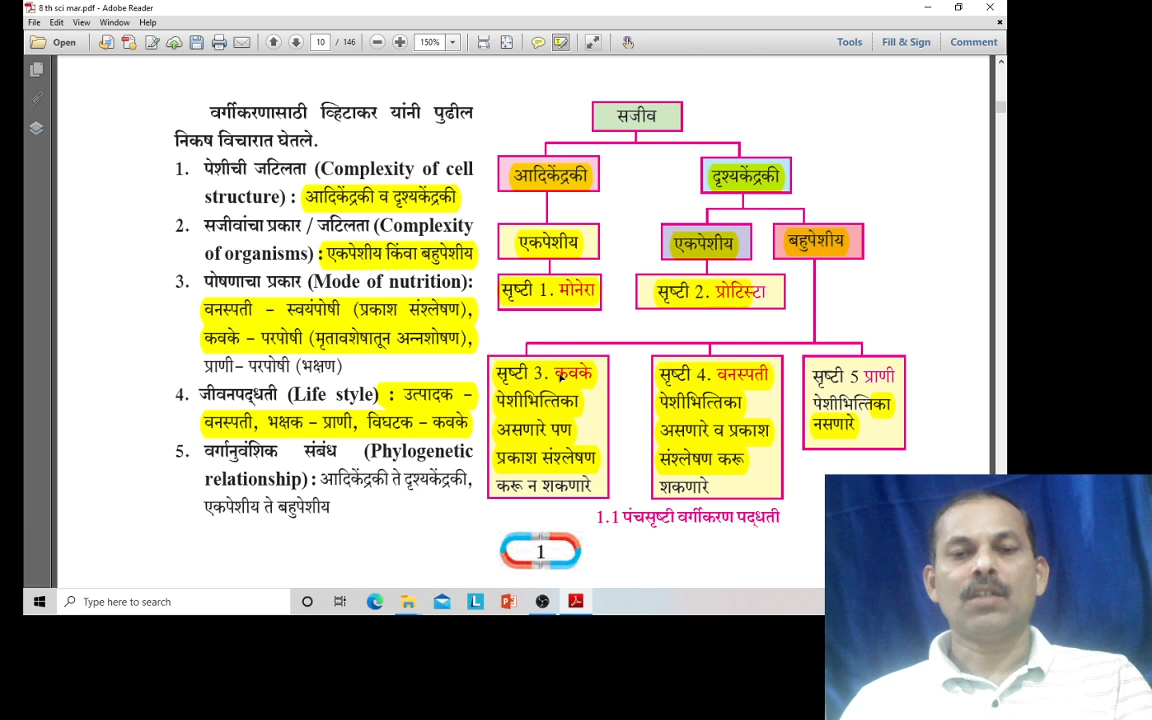 8 th sci mar.pdf - Adobe Reader
File Edit View Window Help
Open 10 / 146 150% Tools Fill & Sign Comment
वर्गीकरणासाठी व्हिटाकर यांनी पुढील
निकष विचारात घेतले.
1. पेशीची जटिलता (Complexity of cell
structure) : आदिकेंद्रकी व दृश्यकेंद्रकी
2. सजीवांचा प्रकार / जटिलता (Complexity
of organisms) : एकपेशीय किंवा बहुपेशीय
3. पोषणाचा प्रकार (Mode of nutrition):
वनस्पती - स्वयंपोषी (प्रकाश संश्लेषण),
कवके - परपोषी (मृतावशेषातून अन्नशोषण),
प्राणी- परपोषी (भक्षण)
4. जीवनपद्धती (Life style) : उत्पादक -
वनस्पती, भक्षक - प्राणी, विघटक - कवके
5. वर्गानुवंशिक संबंध (Phylogenetic
relationship) : आदिकेंद्रकी ते दृश्यकेंद्रकी,
एकपेशीय ते बहुपेशीय
सजीव
आदिकेंद्रकी
दृश्यकेंद्रकी
एकपेशीय
एकपेशीय
बहुपेशीय
सृष्टी 1. मोनेरा
सृष्टी 2. प्रोटिस्टा
सृष्टी 3. कवके
पेशीभित्तिका
असणारे पण
प्रकाश संश्लेषण
करू न शकणारे
सृष्टी 4. वनस्पती
पेशीभित्तिका
असणारे व प्रकाश
संश्लेषण करू
शकणारे
सृष्टी 5 प्राणी
पेशीभित्तिका
नसणारे
1.1 पंचसृष्टी वर्गीकरण पद्धती
1
Type here to search